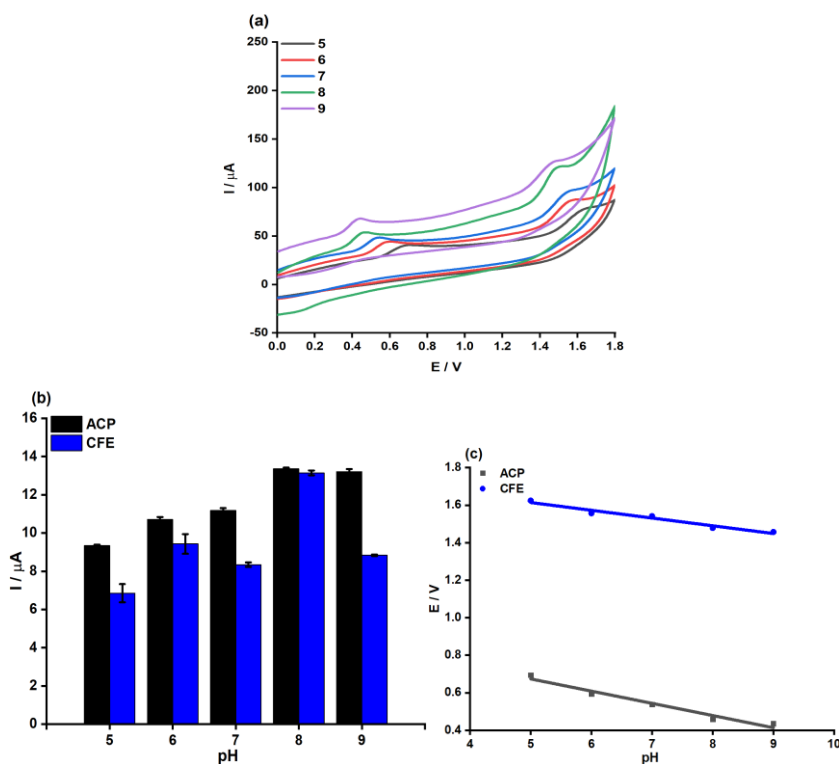 (a)
5
6
7
8
9
250
200
150
100
50
0
-50
I / µA
0.0 0.2 0.4 0.6 0.8 1.0 1.2 1.4 1.6 1.8
E / V
(b)
ACP
CFE
16
14
12
10
8
6
4
2
0
I / µA
5 6 7 8 9
pH
(c)
ACP
CFE
1.8
1.6
1.4
1.2
1.0
0.8
0.6
0.4
E / V
4 5 6 7 8 9 10
pH